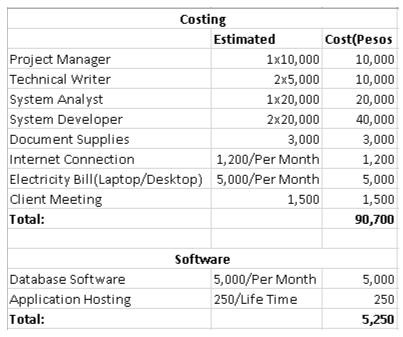 Costing
Estimated Cost(Pesos
Project Manager 1x10,000 10,000
Technical Writer 2x5,000 10,000
System Analyst 1x20,000 20,000
System Developer 2x20,000 40,000
Document Supplies 3,000 3,000
Internet Connection 1,200/Per Month 1,200
Electricity Bill(Laptop/Desktop) 5,000/Per Month 5,000
Client Meeting 1,500 1,500
Total: 90,700
Software
Database Software 5,000/Per Month 5,000
Application Hosting 250/Life Time 250
Total: 5,250